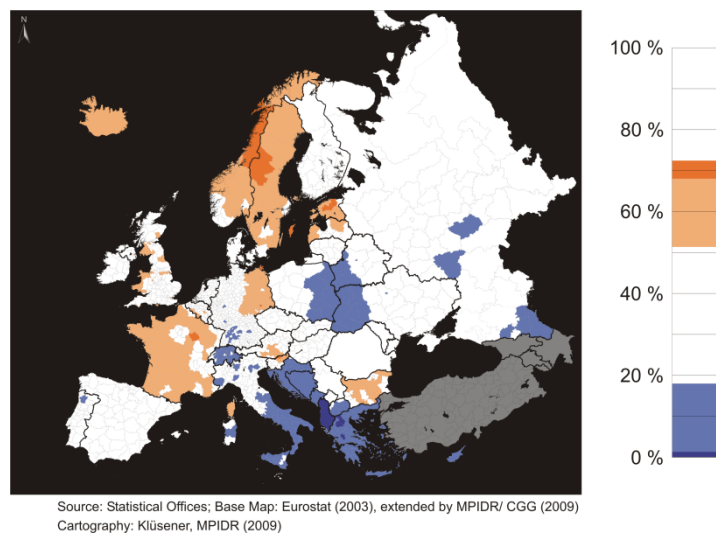 N
100 %
80 %
60 %
40 %
20 %
0 %
Source: Statistical Offices; Base Map: Eurostat (2003), extended by MPIDR/ CGG (2009)
Cartography: Klüsener, MPIDR (2009)